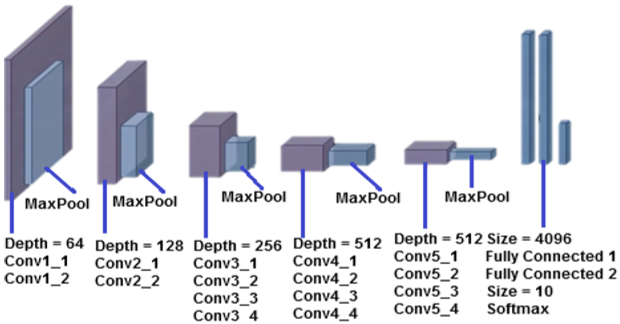 MaxPool
MaxPool
MaxPool
MaxPool
MaxPool
Depth = 64
Conv1_1
Conv1_2
Depth = 128
Conv2_1
Conv2_2
Depth = 256
Conv3_1
Conv3_2
Conv3_3
Conv3_4
Depth = 512
Conv4_1
Conv4_2
Conv4_3
Conv4_4
Depth = 512
Conv5_1
Conv5_2
Conv5_3
Conv5_4
Size = 4096
Fully Connected 1
Fully Connected 2
Size = 10
Softmax